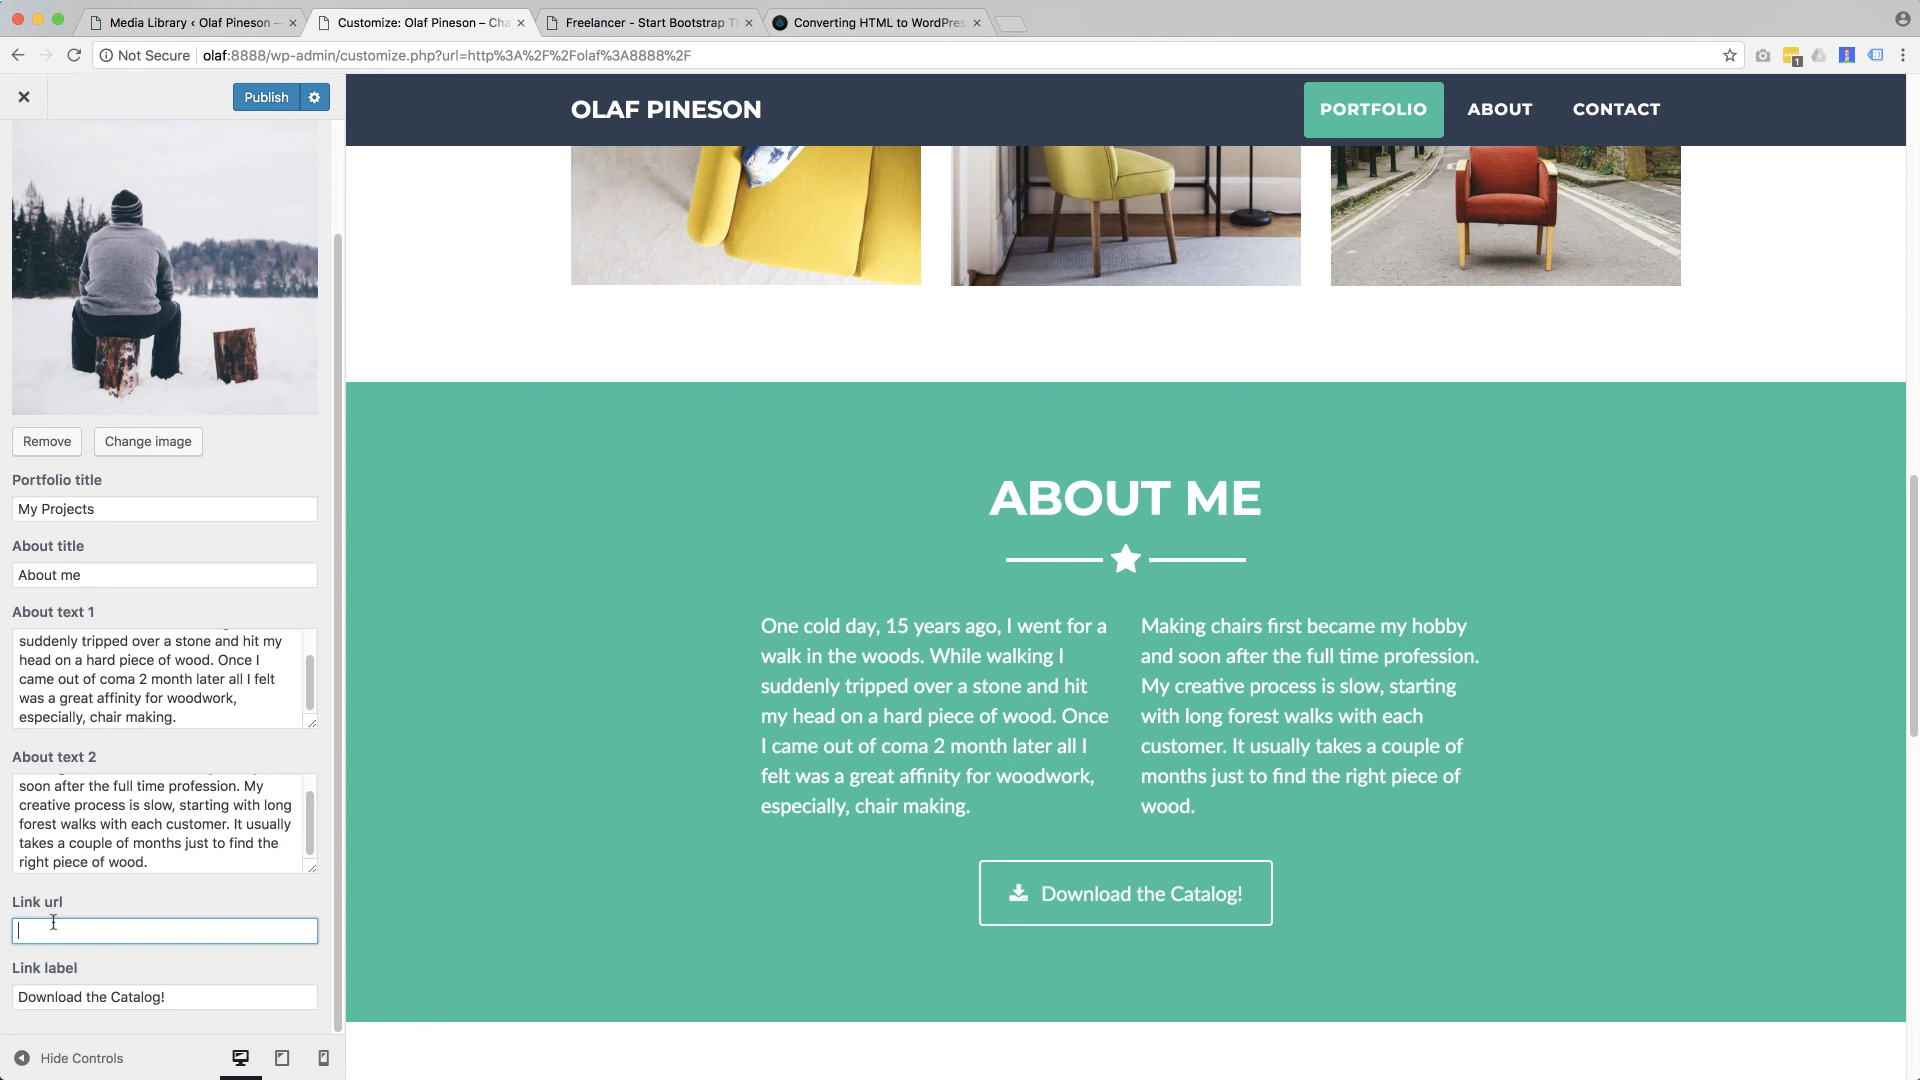 Media Library ‹ Olaf Pineson —
Customize: Olaf Pineson – Cha
Freelancer - Start Bootstrap Th
Converting HTML to WordPres
Not Secure
olaf:8888/wp-admin/customize.php?url=http%3A%2F%2Folaf%3A8888%2F
1
Publish
OLAF PINESON
PORTFOLIO
ABOUT
CONTACT
Remove
Change image
Portfolio title
My Projects
About title
About me
About text 1
suddenly tripped over a stone and hit my
head on a hard piece of wood. Once I
came out of coma 2 month later all I felt
was a great affinity for woodwork,
especially, chair making.
About text 2
soon after the full time profession. My
creative process is slow, starting with long
forest walks with each customer. It usually
takes a couple of months just to find the
right piece of wood.
Link url
Link label
Download the Catalog!
Hide Controls
ABOUT ME
One cold day, 15 years ago, I went for a
walk in the woods. While walking I
suddenly tripped over a stone and hit
my head on a hard piece of wood. Once
I came out of coma 2 month later all I
felt was a great affinity for woodwork,
especially, chair making.
Making chairs first became my hobby
and soon after the full time profession.
My creative process is slow, starting
with long forest walks with each
customer. It usually takes a couple of
months just to find the right piece of
wood.
Download the Catalog!